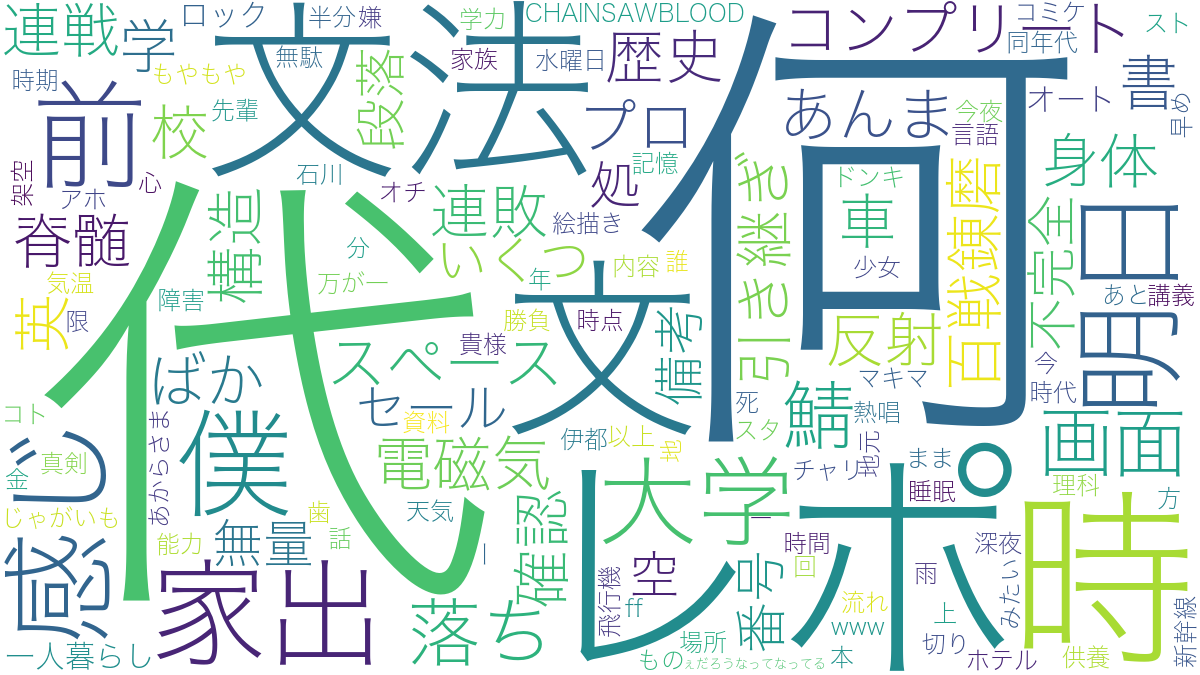 連戦
学
ロック
半分嫌
学力
CHAINSAWBLOOD
コンプリート
コミケ
スト
時期
もやもや
無駄
文法
家族
水曜日
歴史
何
同年代
書
前
先輩
段落
プロ
あんま
今夜
オート
早め
架空
校
石川
記憶
言語
身体
アホ
心
オチ
処
引き継ぎ
ドンキ
百戦錬磨
脊髄
構造
連敗
絵描き
車
不完全
明日
気温
代
分
いくつ
文
内容
誰
少女
あと
講義
英
限
障害
万が一
年
勝負
時点
備考
反射
今
感じ
ばか
貴様
スペース
マキマ
時代
コト
僕
セール
鯖
死
熱唱
画面
金
真剣
あからさま
資料
伊都
以上
スタ
地元
電磁気
レポ
大学
チャリ
まま
睡眠
理科
方
じゃがいも
歯
天気
確認
時
能力
話
無量
ー
一
時間
深夜
家出
落ち
空
番号
回
雨
みたい
飛行機
ff
流れ
上
新幹線
一人暮らし
場所
www
本
切り
ホテル
供養
もの
ぇだろうなってなってる